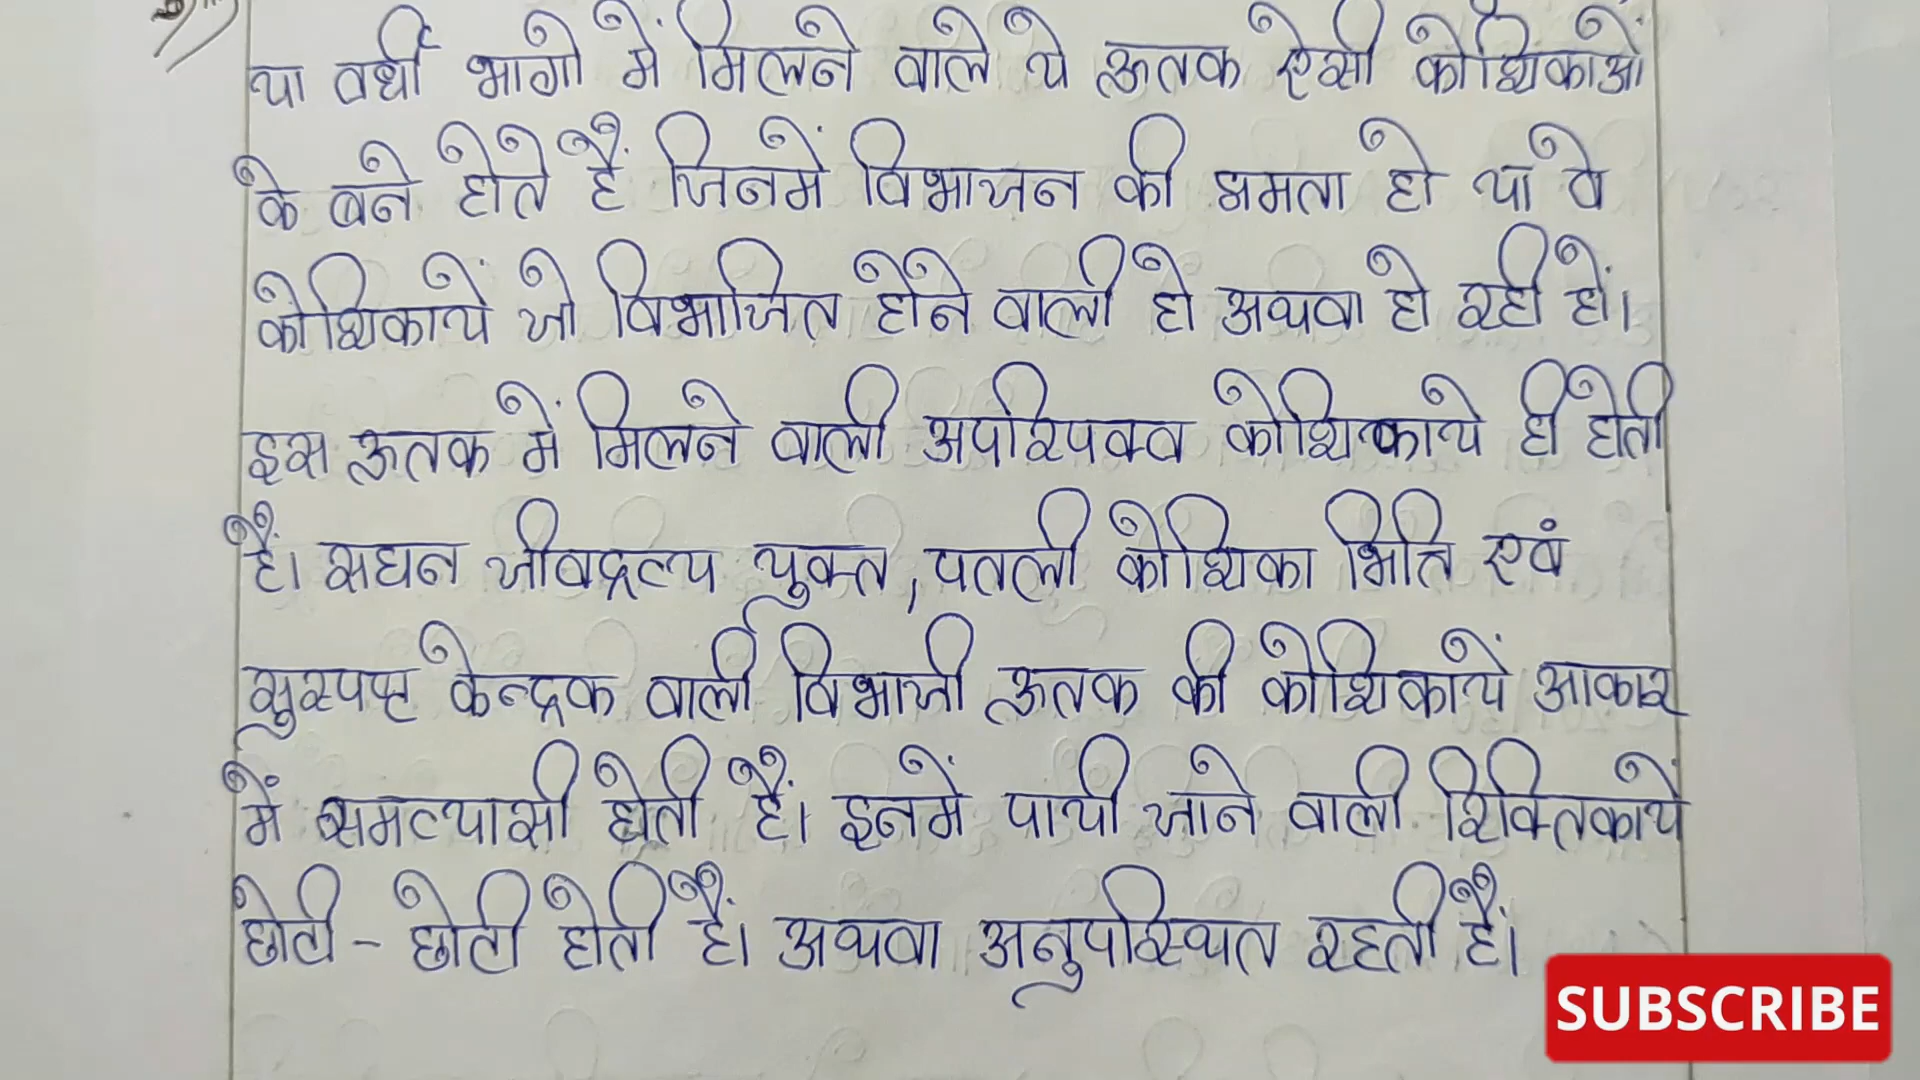 या वर्धी भागो में मिलने वाले ये ऊतक ऐसी कोशिकाओं
के बने होते हैं जिनमें विभाजन की क्षमता हो या वे
कोशिकायें जो विभाजित होने वाली हो अथवा हो रही हों।
इस ऊतक में मिलने वाली अपरिपक्व कोशिकाये ही होती
हैं। सघन जीवद्रव्य युक्त, पतली कोशिका भित्ति एवं
सुस्पष्ट केन्द्रक वाली विभाजी ऊतक की कोशिकायें आकार
में समव्यासी होती हैं। इनमें पायी जाने वाली रिक्तिकायें
छोटी - छोटी होती हैं। अथवा अनुपस्थित रहती हैं।
SUBSCRIBE